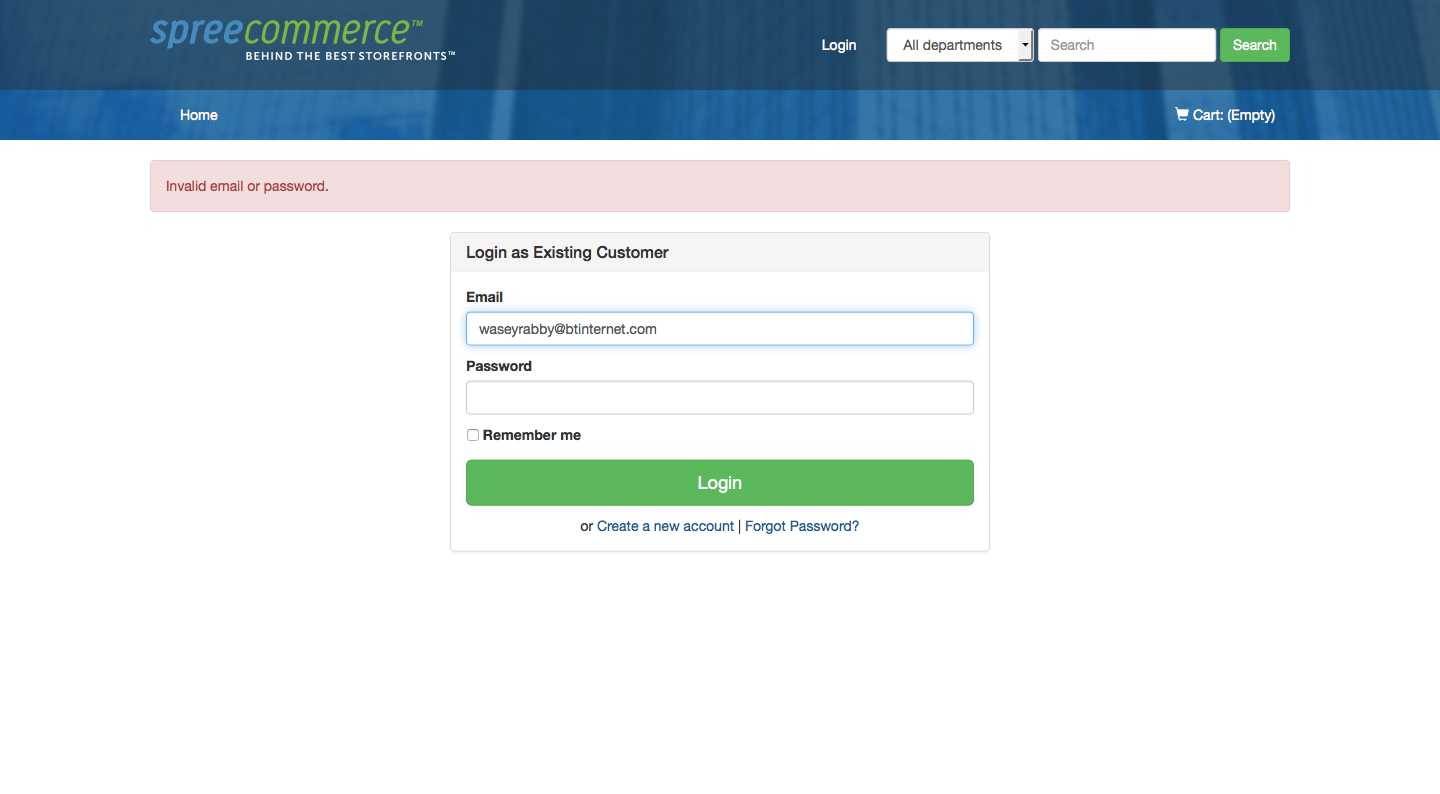 spreecommerce™
BEHIND THE BEST STOREFRONTS™
Login
All departments
Search
Search
Home
Cart: (Empty)
Invalid email or password.
Login as Existing Customer
Email
waseyrabby@btinternet.com
Password
Remember me
Login
or Create a new account | Forgot Password?